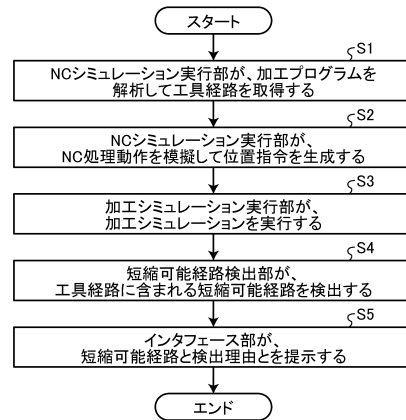 スタート
S1
NCシミュレーション実行部が、加工プログラムを
解析して工具経路を取得する
S2
NCシミュレーション実行部が、
NC処理動作を模擬して位置指令を生成する
S3
加工シミュレーション実行部が、
加工シミュレーションを実行する
S4
短縮可能経路検出部が、
工具経路に含まれる短縮可能経路を検出する
S5
インタフェース部が、
短縮可能経路と検出理由とを提示する
エンド